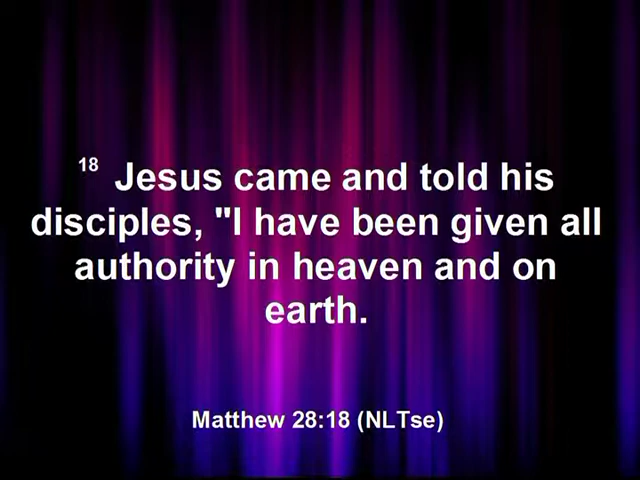 18 Jesus came and told his
disciples, "I have been given all
authority in heaven and on
earth.
Matthew 28:18 (NLTse)